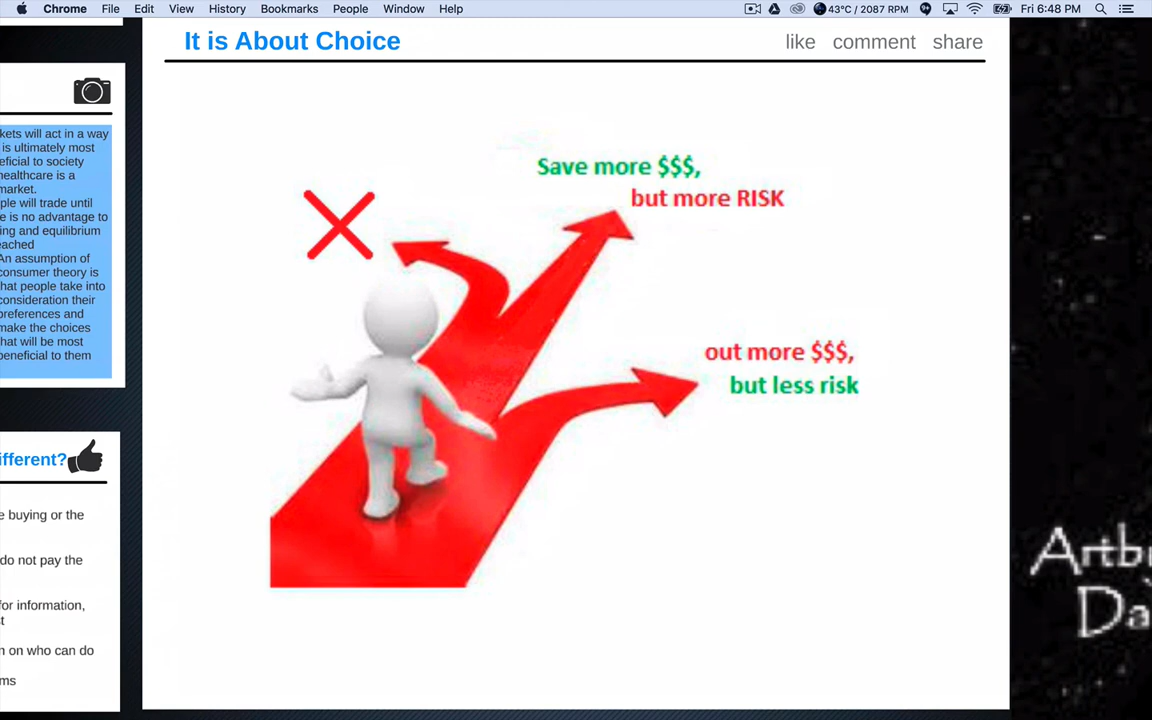 Chrome File Edit View History Bookmarks People Window Help 43°C / 2087 RPM Fri 6:48 PM
It is About Choice
like comment share
kets will act in a way
is ultimately most
eficial to society
healthcare is a
market.
ple will trade until
e is no advantage to
ing and equilibrium
eached
An assumption of
consumer theory is
hat people take into
consideration their
preferences and
make the choices
hat will be most
beneficial to them
ifferent?
e buying or the
do not pay the
for information,
t
n on who can do
ms
Save more $$$,
but more RISK
out more $$$,
but less risk
Artb
Da